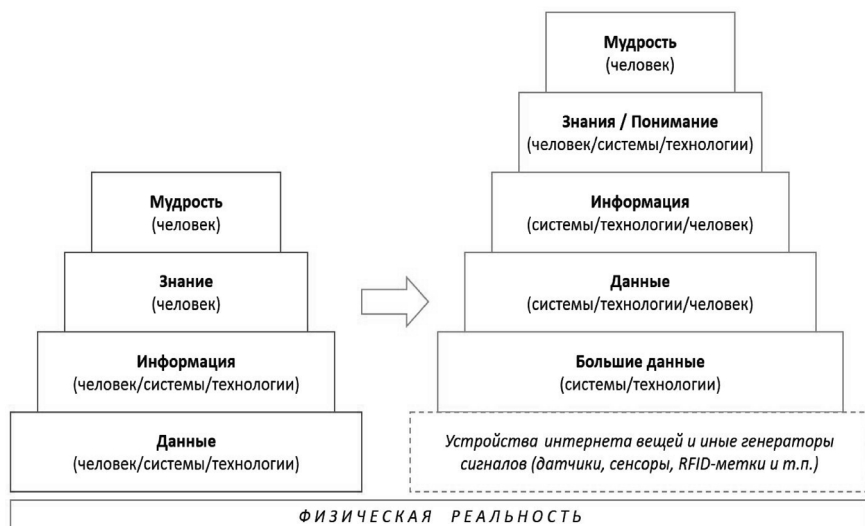 Мудрость
(человек)
Знание
(человек)
Информация
(человек/системы/технологии)
Данные
(человек/системы/технологии)
Мудрость
(человек)
Знания / Понимание
(человек/системы/технологии)
Информация
(системы/технологии/человек)
Данные
(системы/технологии/человек)
Большие данные
(системы/технологии)
Устройства интернета вещей и иные генераторы
сигналов (датчики, сенсоры, RFID-метки и т.п.)
ФИЗИЧЕСКАЯ РЕАЛЬНОСТЬ